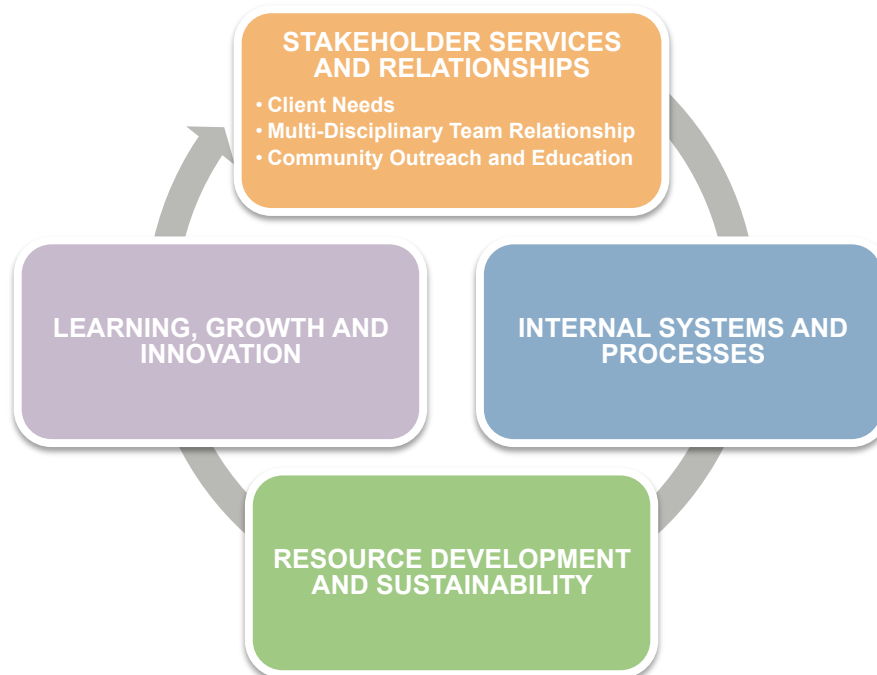 STAKEHOLDER SERVICES
AND RELATIONSHIPS
• Client Needs
• Multi-Disciplinary Team Relationship
• Community Outreach and Education
LEARNING, GROWTH AND
INNOVATION
INTERNAL SYSTEMS AND
PROCESSES
RESOURCE DEVELOPMENT
AND SUSTAINABILITY